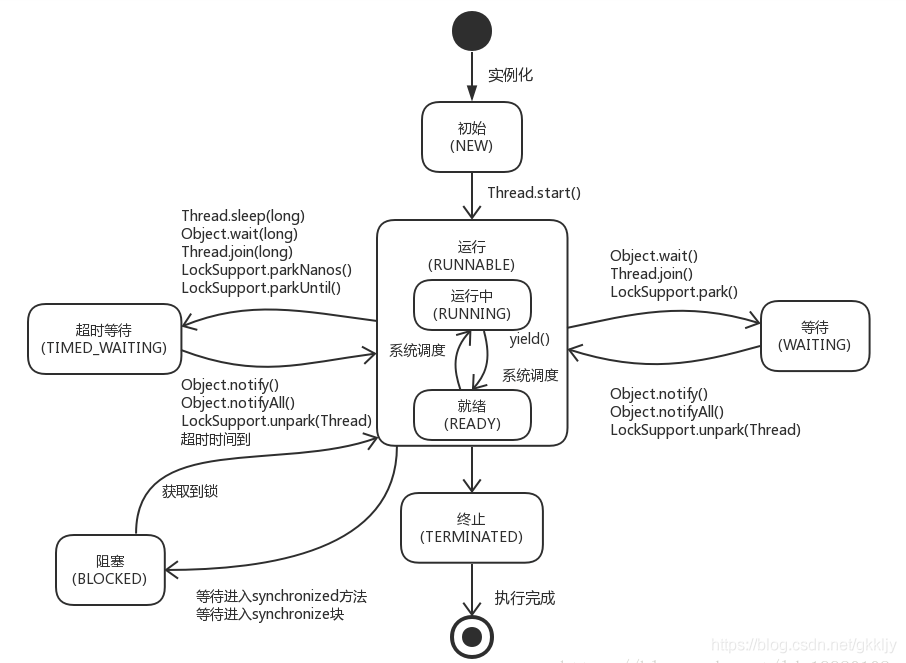 实例化
初始
(NEW)
Thread.start()
Thread.sleep(long)
Object.wait(long)
Thread.join(long)
LockSupport.parkNanos()
LockSupport.parkUntil()
运行
(RUNNABLE)
Object.wait()
Thread.join()
LockSupport.park()
运行中
(RUNNING)
超时等待
(TIMED_WAITING)
等待
(WAITING)
系统调度
yield()
系统调度
Object.notify()
Object.notifyAll()
LockSupport.unpark(Thread)
超时时间到
就绪
(READY)
Object.notify()
Object.notifyAll()
LockSupport.unpark(Thread)
获取到锁
终止
(TERMINATED)
阻塞
(BLOCKED)
等待进入synchronized方法
等待进入synchronize块
执行完成
https://blog.csdn.net/gkkljy